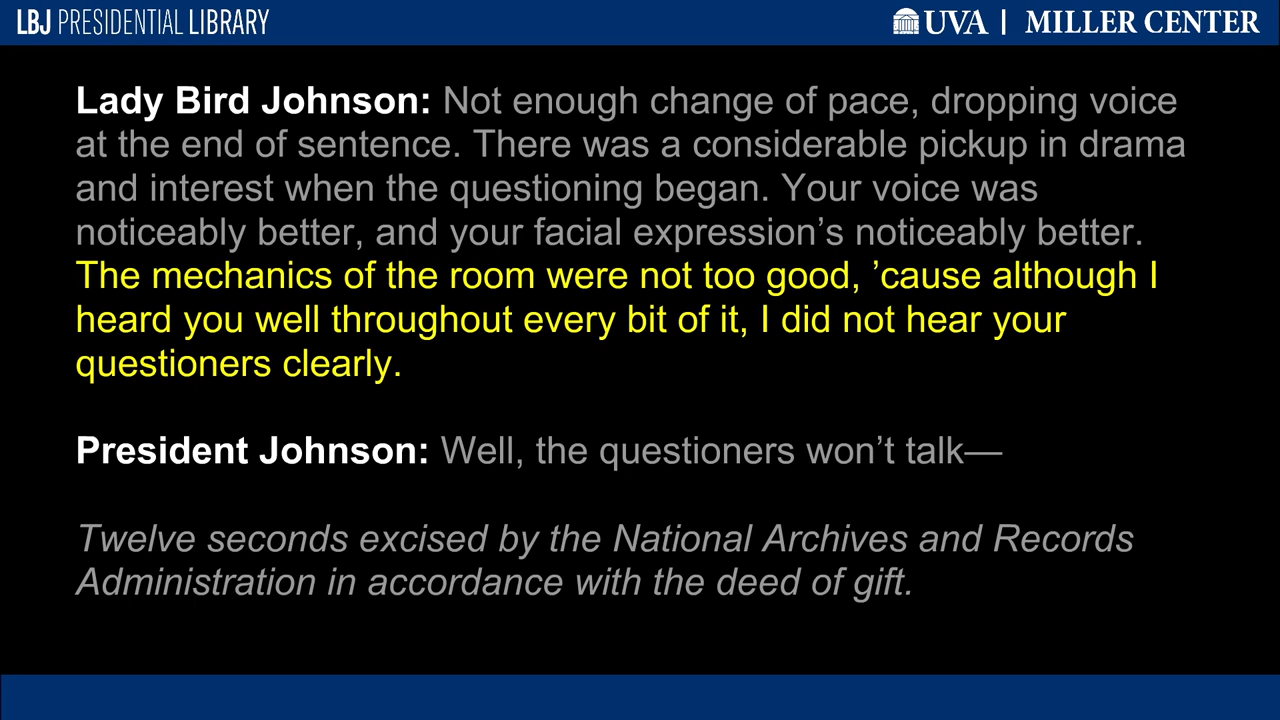 LBJ PRESIDENTIAL LIBRARY
UVA | MILLER CENTER
Lady Bird Johnson: Not enough change of pace, dropping voice
at the end of sentence. There was a considerable pickup in drama
and interest when the questioning began. Your voice was
noticeably better, and your facial expression’s noticeably better.
The mechanics of the room were not too good, ’cause although I
heard you well throughout every bit of it, I did not hear your
questioners clearly.
President Johnson: Well, the questioners won’t talk—
Twelve seconds excised by the National Archives and Records
Administration in accordance with the deed of gift.